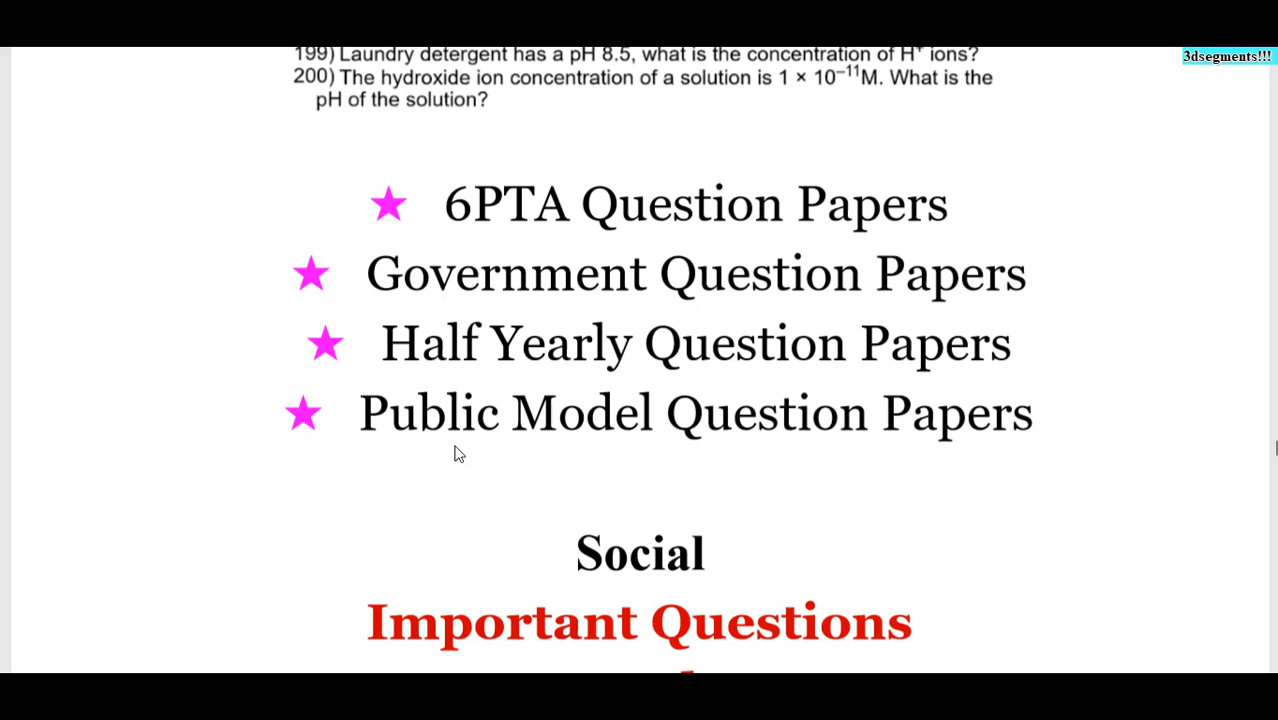 199) Laundry detergent has a pH 8.5, what is the concentration of H⁺ ions?
3dsegments!!!
200) The hydroxide ion concentration of a solution is 1 × 10⁻¹¹M. What is the
pH of the solution?
★ 6PTA Question Papers
★ Government Question Papers
★ Half Yearly Question Papers
★ Public Model Question Papers
Social
Important Questions